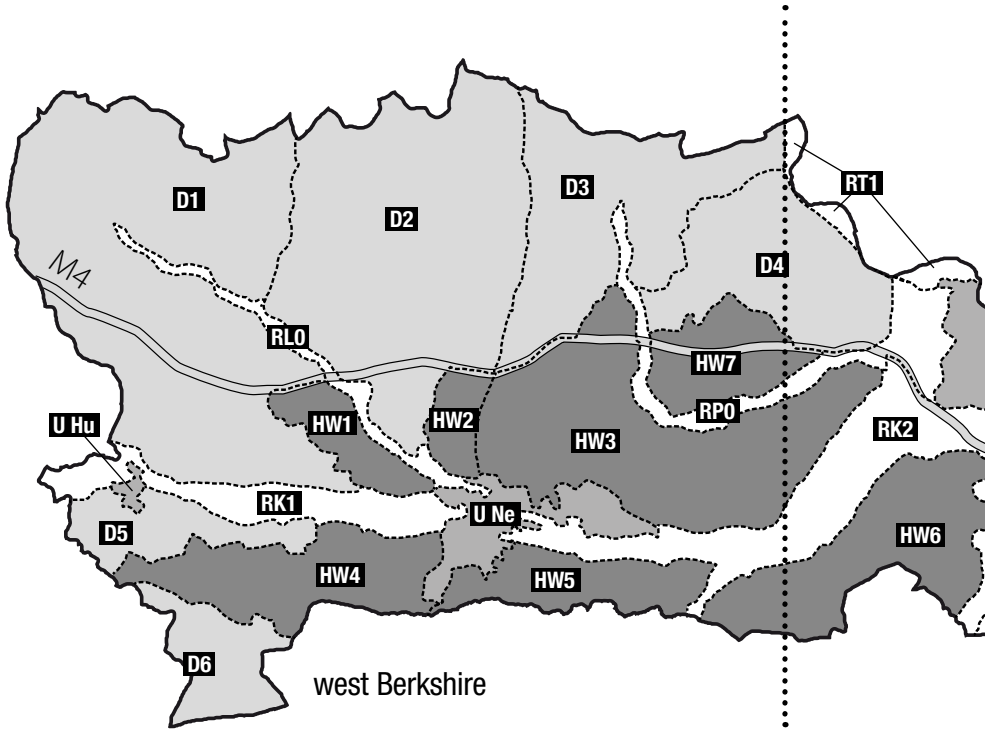 D1
D2
D3
RT1
D4
M4
RL0
HW7
U Hu
HW1
HW2
RP0
HW3
RK2
RK1
U Ne
D5
HW6
HW4
HW5
D6
west Berkshire